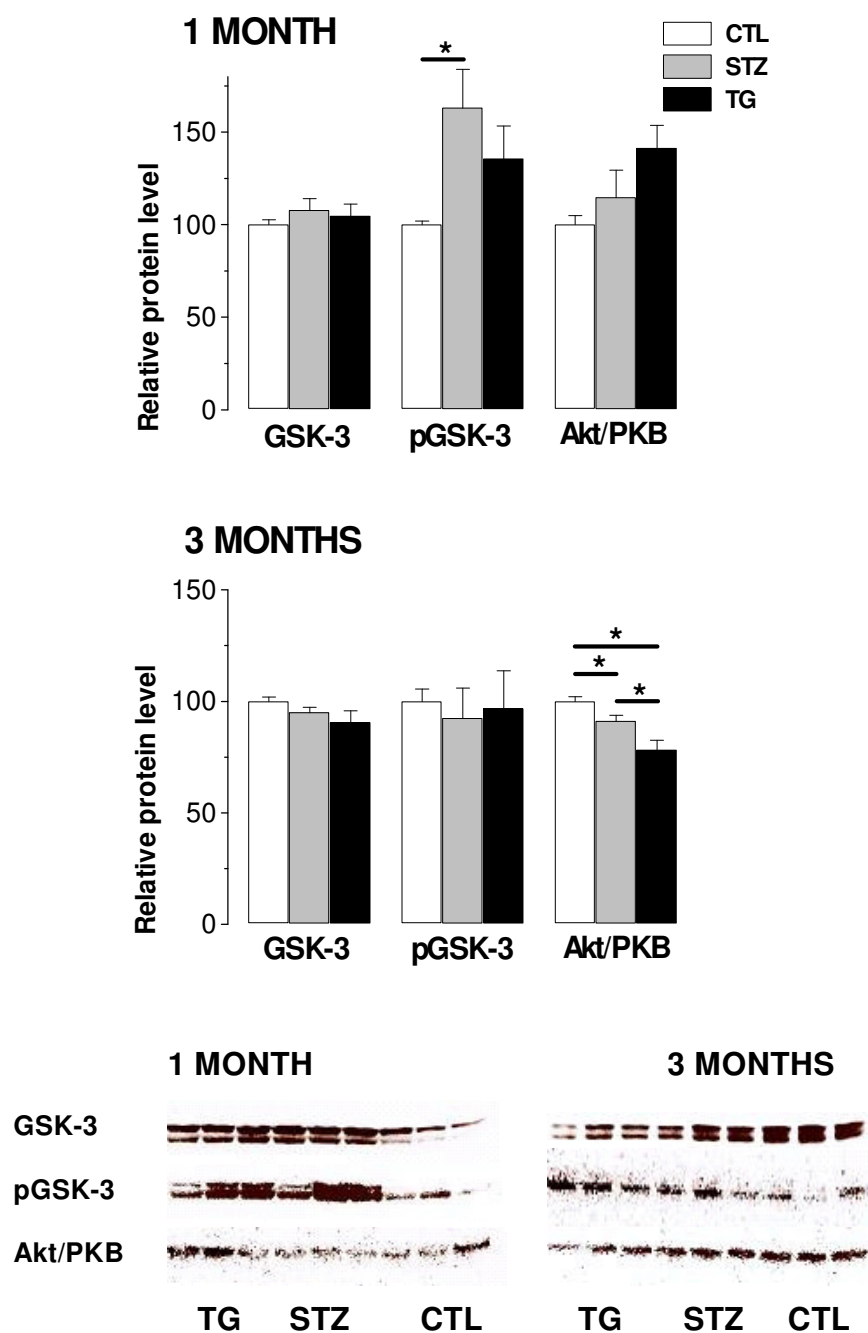 1 MONTH
CTL
STZ
TG
*
150
100
50
0
Relative protein level
GSK-3 pGSK-3 Akt/PKB
3 MONTHS
150
100
50
0
Relative protein level
*
* *
GSK-3 pGSK-3 Akt/PKB
1 MONTH 3 MONTHS
GSK-3
pGSK-3
Akt/PKB
TG STZ CTL TG STZ CTL